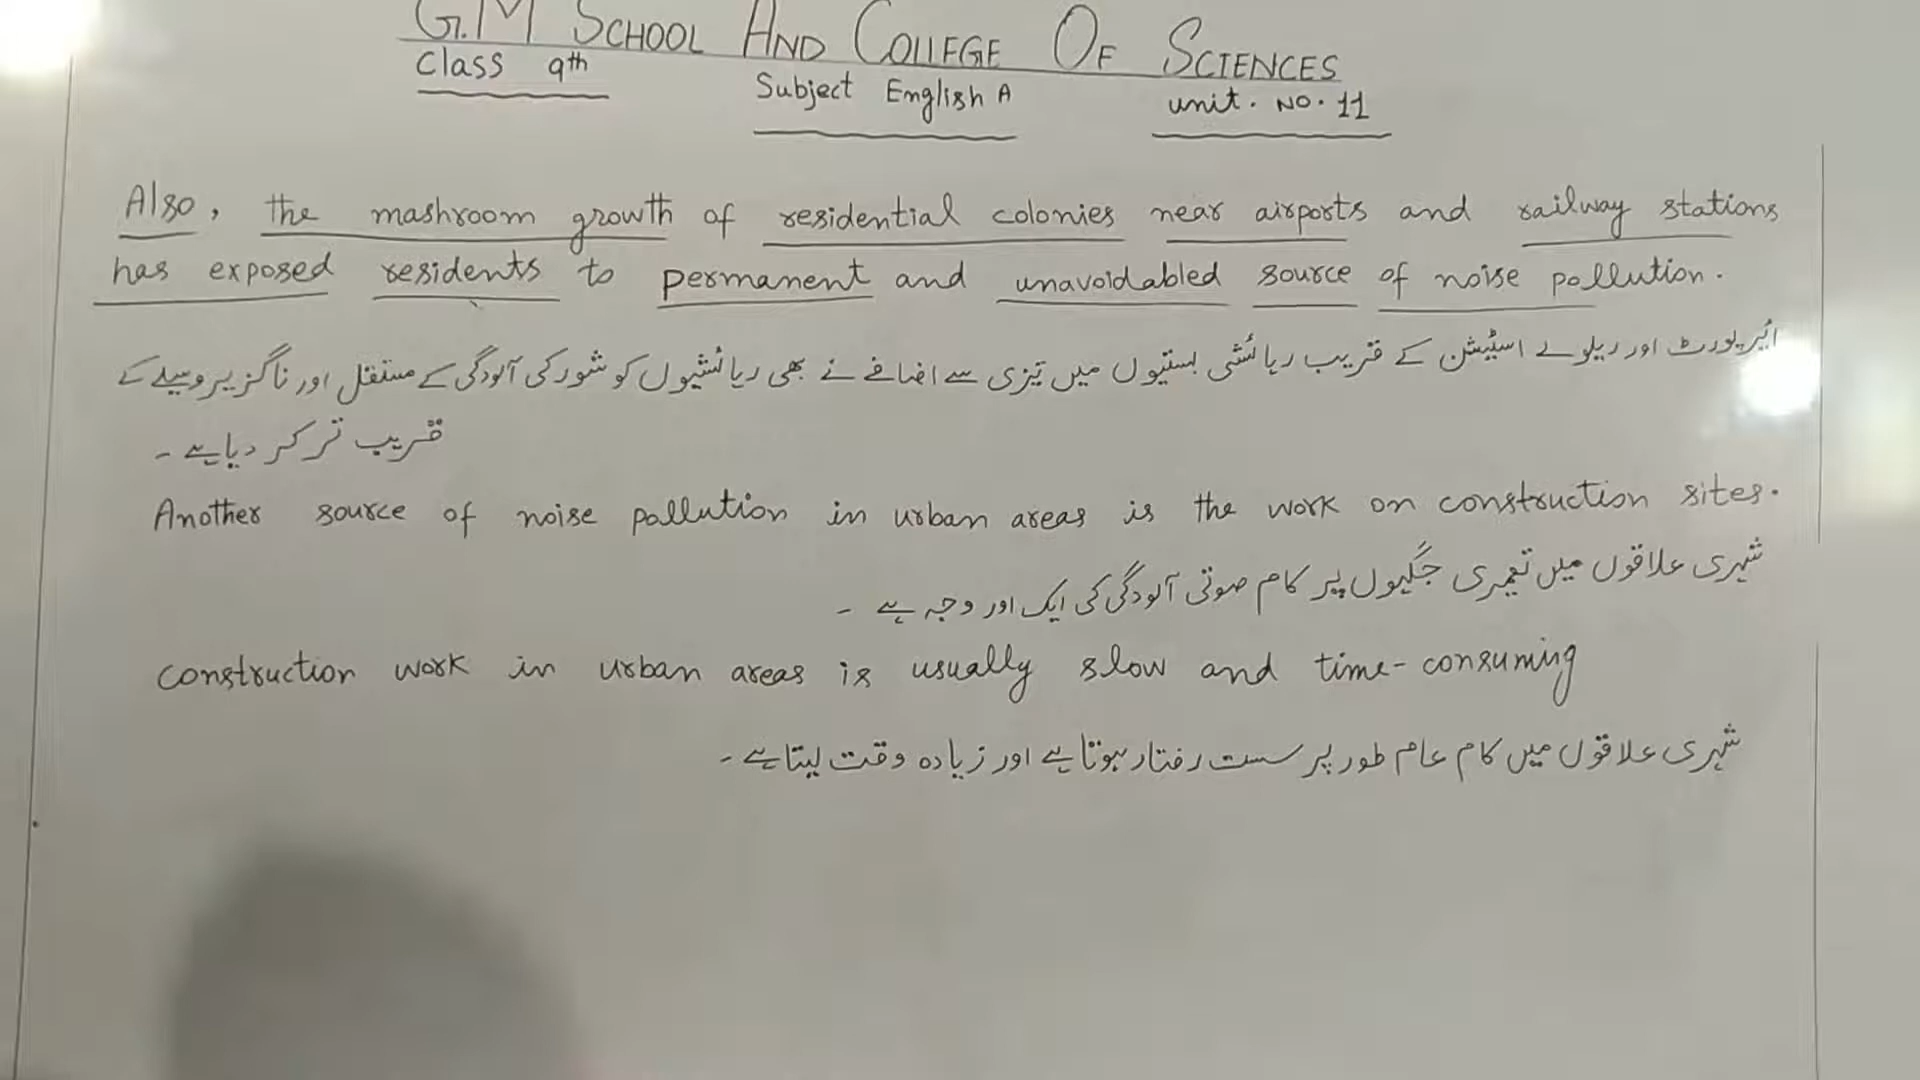 G.M SCHOOL AND COLLEGE OF SCIENCES
Class 9th Subject English A unit. NO. 11
Also, the mashroom growth of residential colonies near airports and railway stations
has exposed residents to permanent and unavoidabled source of noise pollution.
ائیرپورٹ اور ریلوے اسٹیشن کے قریب رہائشی بستیوں میں تیزی سے اضافے نے بھی رہائشیوں کو شور کی آلودگی کے مستقل اور ناگزیر وسیلے کے
قریب تر کر دیا ہے ۔
Another source of noise pollution in urban areas is the work on construction sites.
شہری علاقوں میں تعمیری جگہوں پر کام صوتی آلودگی کی ایک اور وجہ ہے ۔
construction work in urban areas is usually slow and time-consuming
شہری علاقوں میں کام عام طور پر سست رفتار ہوتا ہے اور زیادہ وقت لیتا ہے ۔